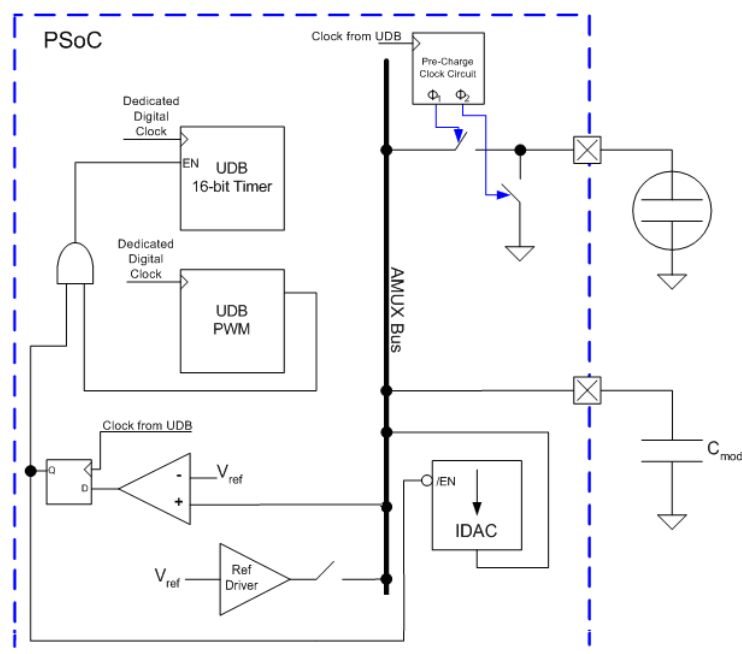 PSoC
Clock from UDB
Pre-Charge
Clock Circuit
Φ1 Φ2
Dedicated
Digital
Clock
EN
UDB
16-bit Timer
Dedicated
Digital
Clock
UDB
PWM
AMUX Bus
Clock from UDB
Q
D
-
+
Vref
/EN
IDAC
Cmod
Vref
Ref
Driver